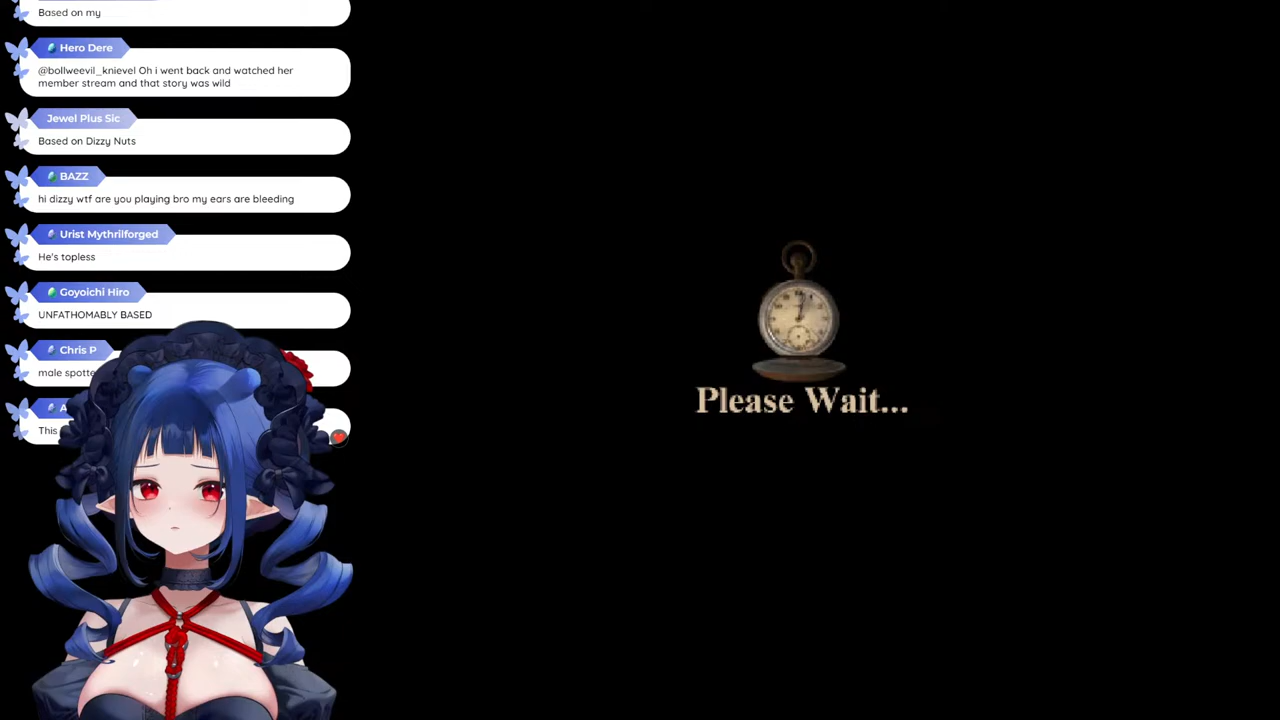 Based on my
Hero Dere
@bollweevil_knievel Oh i went back and watched her
member stream and that story was wild
Jewel Plus Sic
Based on Dizzy Nuts
BAZZ
hi dizzy wtf are you playing bro my ears are bleeding
Urist Mythrilforged
He's topless
Goyoichi Hiro
UNFATHOMABLY BASED
Chris P
male
This
Please Wait...